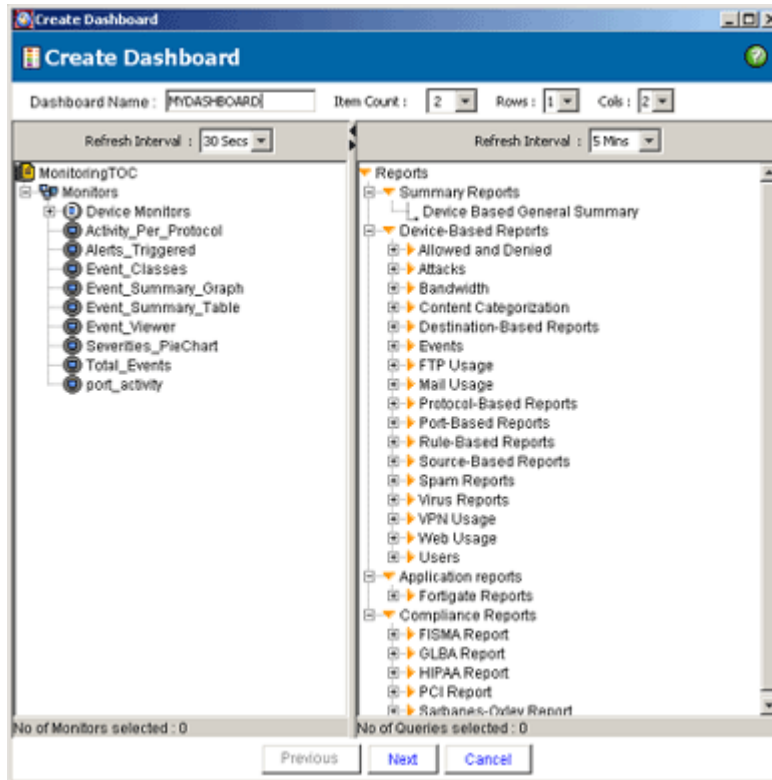 Create Dashboard
Create Dashboard
Dashboard Name : MYDASHBOARD Item Count : 2 Rows : 1 Cols : 2
Refresh Interval : 30 Secs
MonitoringTOC
Monitors
Device Monitors
Activity_Per_Protocol
Alerts_Triggered
Event_Classes
Event_Summary_Graph
Event_Summary_Table
Event_Viewer
Severities_PieChart
Total_Events
port_activity
No of Monitors selected : 0
Refresh Interval : 5 Mins
Reports
Summary Reports
Device Based General Summary
Device-Based Reports
Allowed and Denied
Attacks
Bandwidth
Content Categorization
Destination-Based Reports
Events
FTP Usage
Mail Usage
Protocol-Based Reports
Port-Based Reports
Rule-Based Reports
Source-Based Reports
Spam Reports
Virus Reports
VPN Usage
Web Usage
Users
Application reports
Fortigate Reports
Compliance Reports
FISMA Report
GLBA Report
HIPAA Report
PCI Report
Sarbanes-Oxley Report
No of Queries selected : 0
Previous Next Cancel